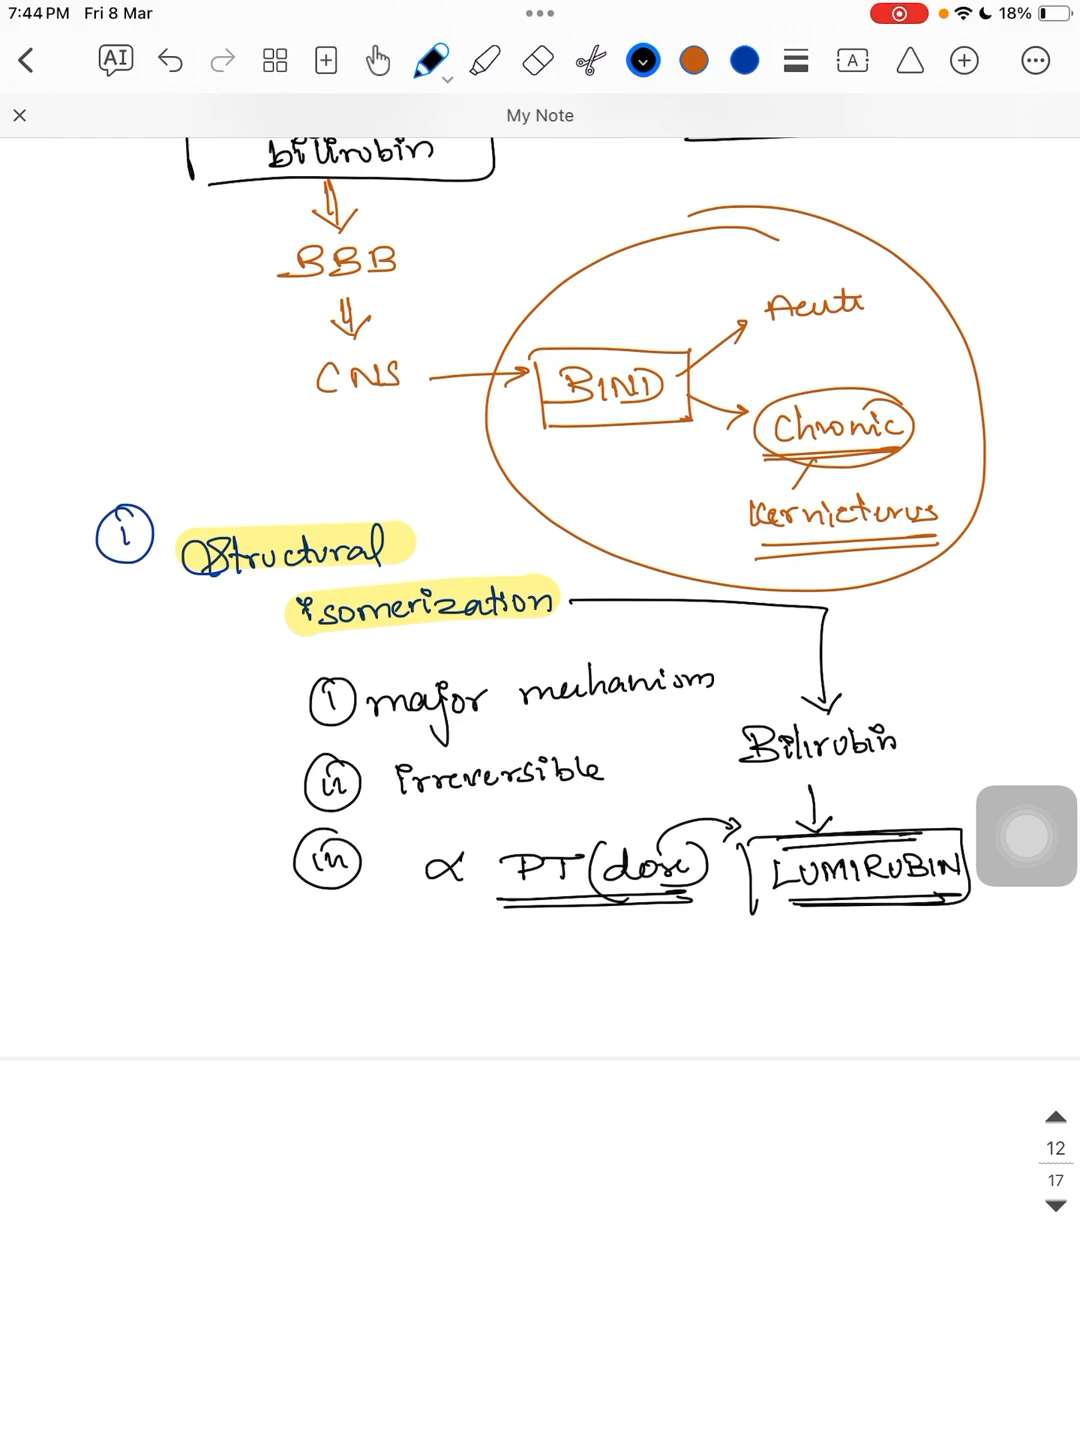 7:44 PM Fri 8 Mar
18%
AI
A
My Note
bilirubin
BBB
CNS
BIND
Acute
Chronic
Kernicterus
i
Structural
isomerization
i major mechanism
ii irreversible
iii ∝ PT (dose)
Bilirubin
LUMIRUBIN
12
17